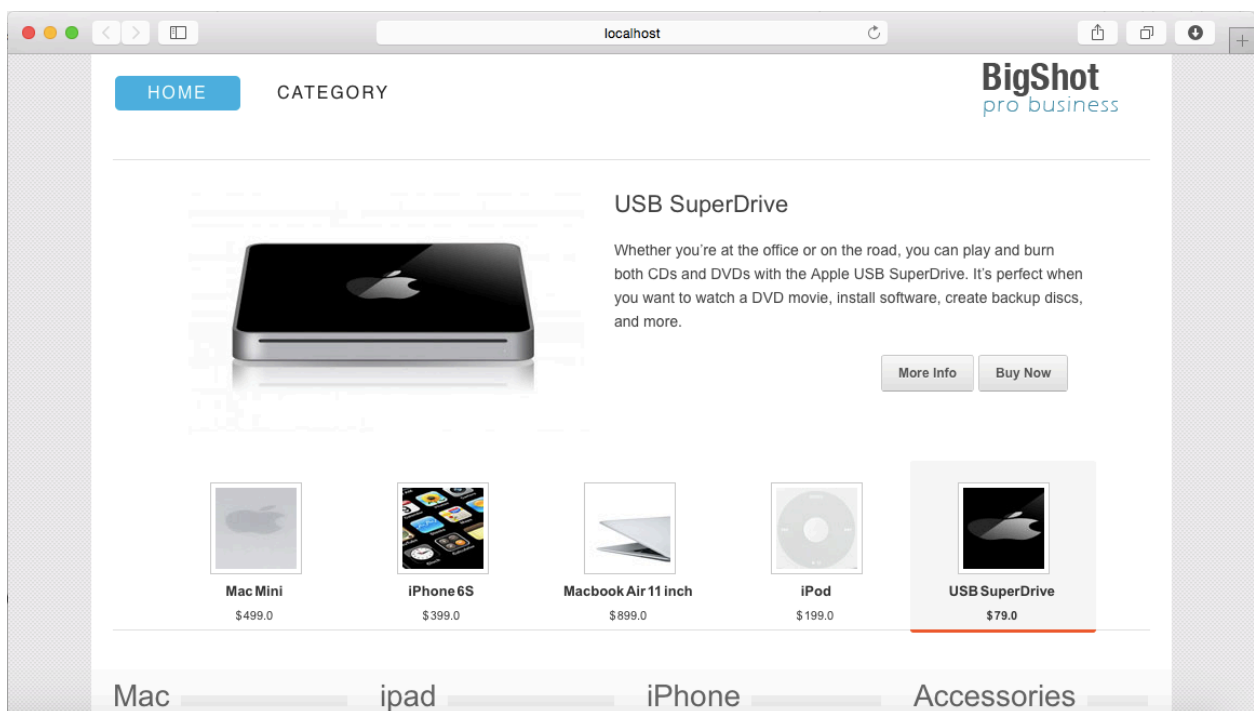 localhost
HOME
CATEGORY
BigShot
pro business
USB SuperDrive
Whether you're at the office or on the road, you can play and burn
both CDs and DVDs with the Apple USB SuperDrive. It's perfect when
you want to watch a DVD movie, install software, create backup discs,
and more.
More Info
Buy Now
Mac Mini
$499.0
iPhone 6S
$399.0
Macbook Air 11 inch
$899.0
iPod
$199.0
USB SuperDrive
$79.0
Mac
ipad
iPhone
Accessories